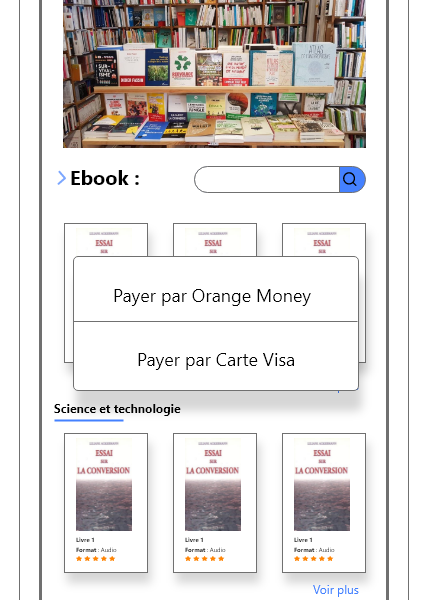 Ebook :
ESSAI ESSAI ESSAI
SUR SUR SUR
Payer par Orange Money
Payer par Carte Visa
Science et technologie
ESSAI ESSAI ESSAI
SUR SUR SUR
LA CONVERSION LA CONVERSION LA CONVERSION
Livre 1 Livre 1 Livre 1
Format : Audio Format : Audio Format : Audio
Voir plus